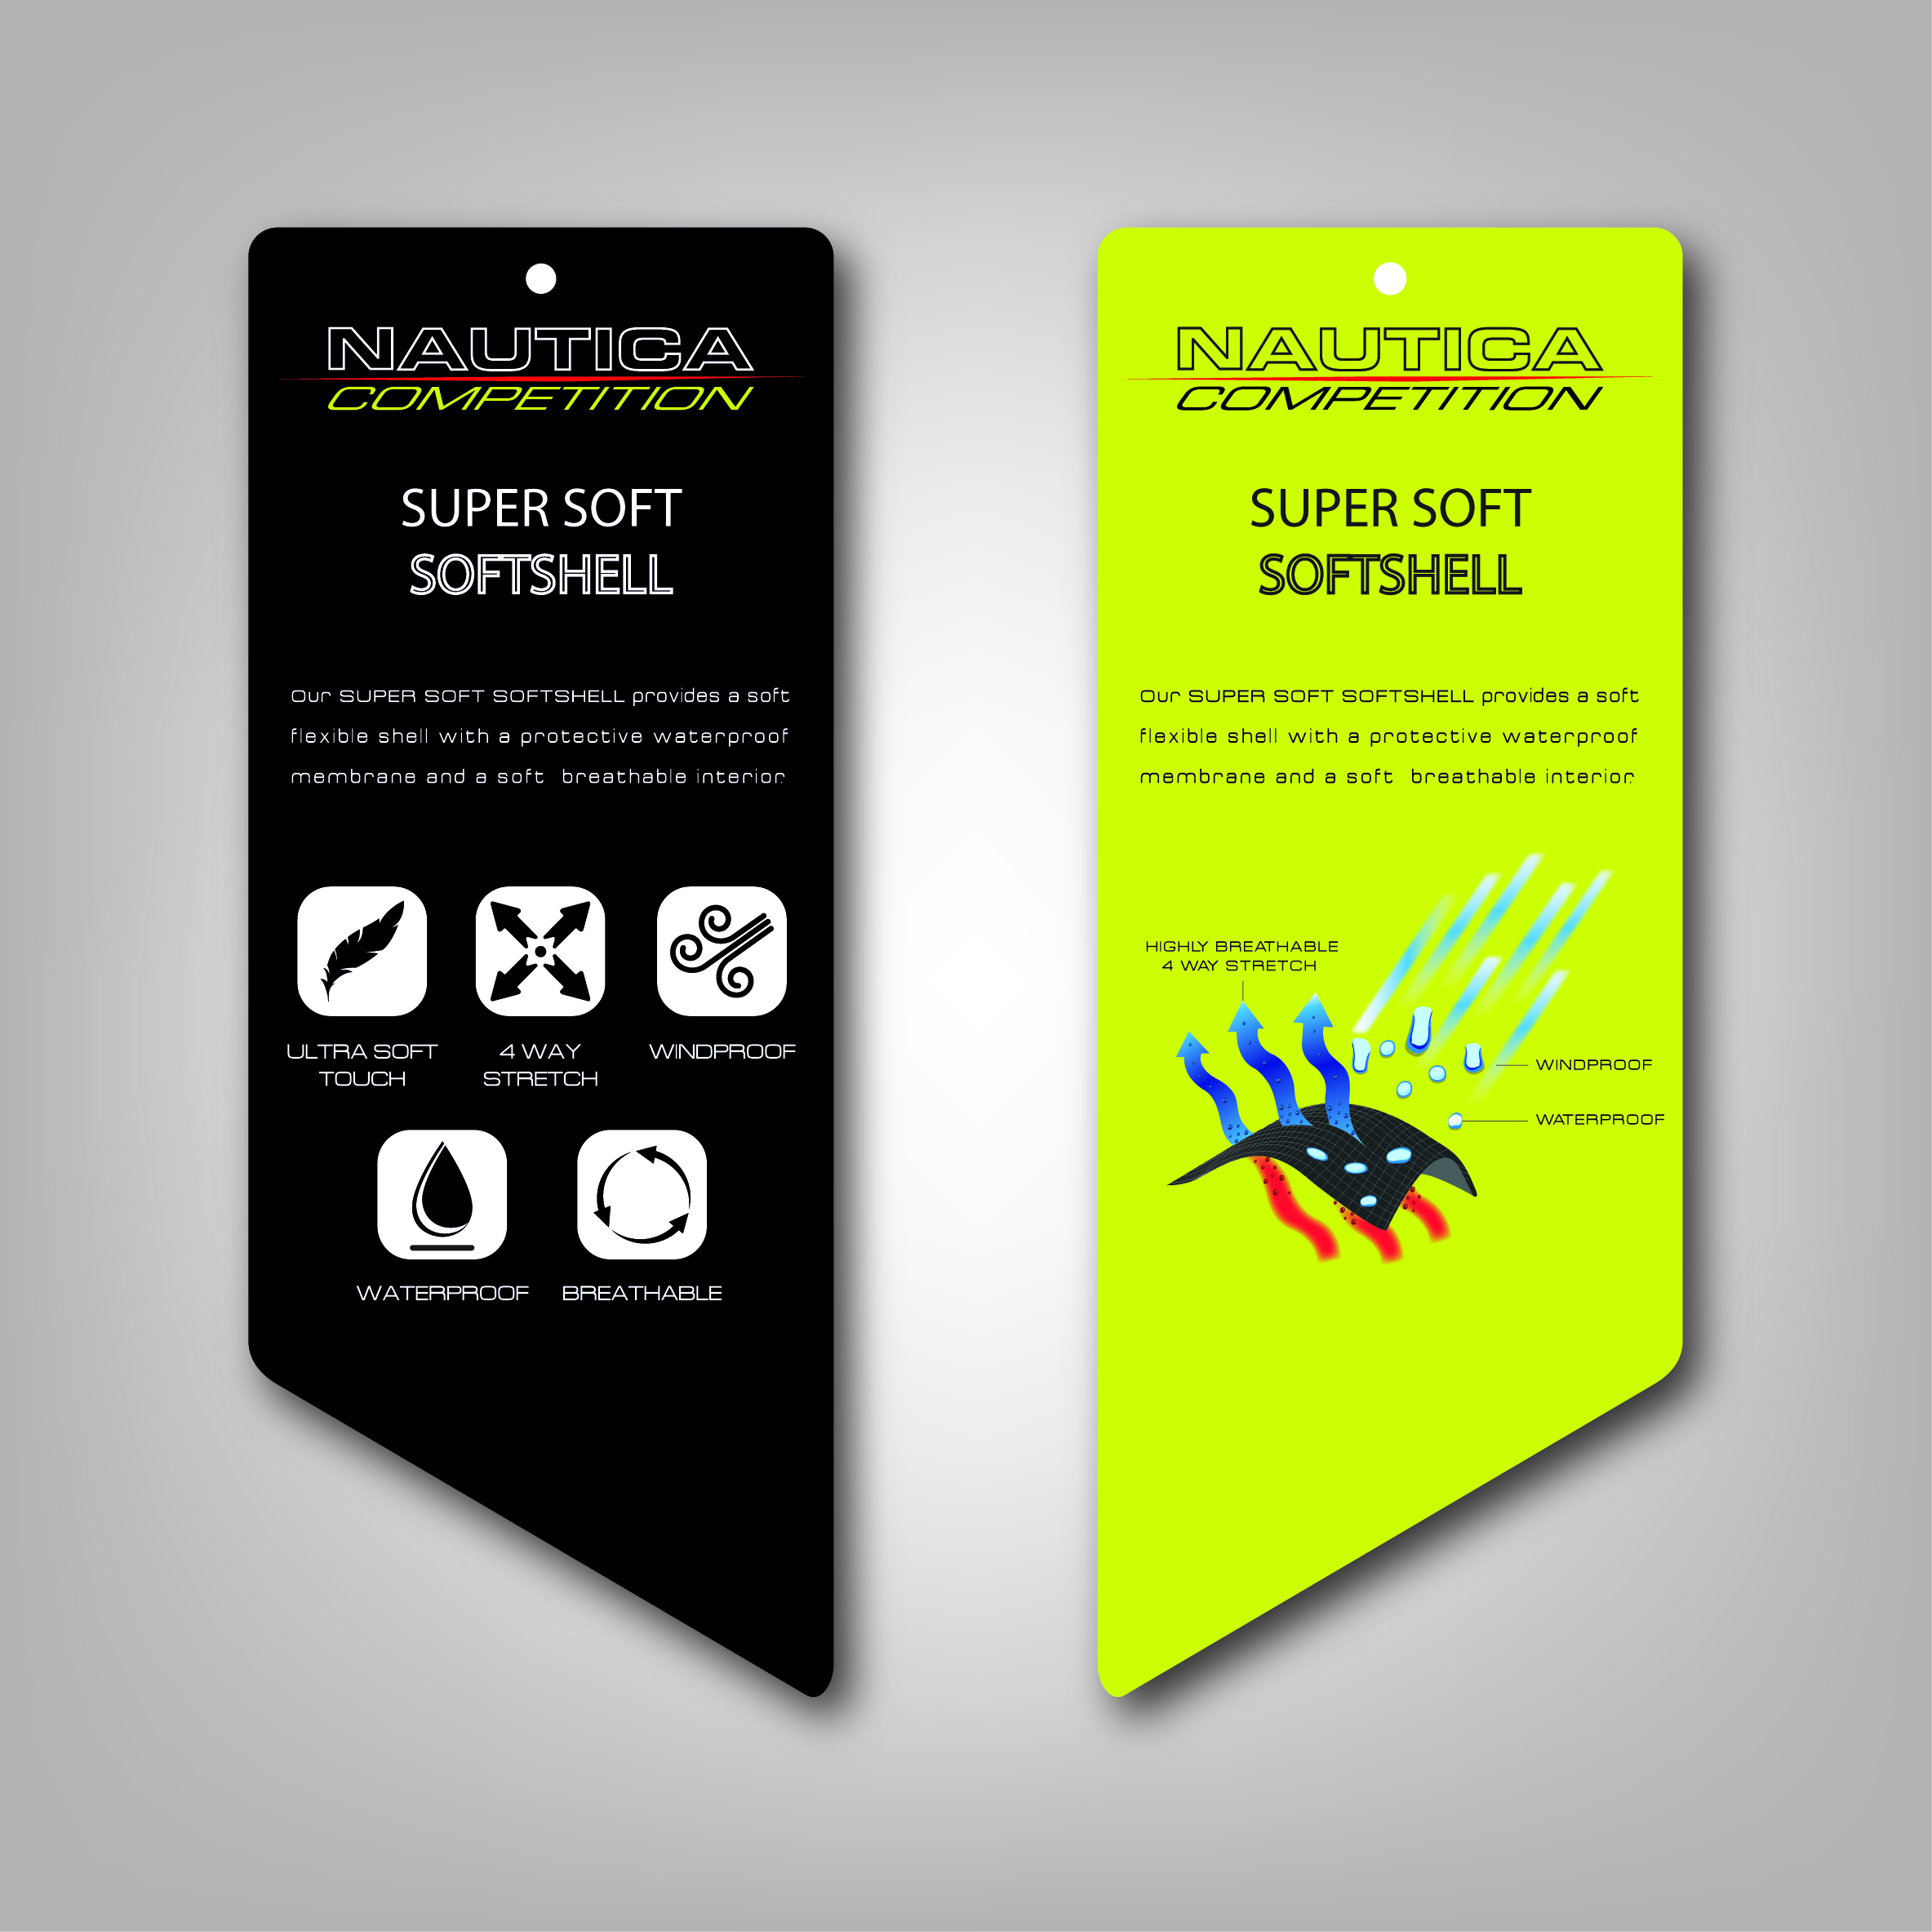 NAUTICA
COMPETITION
SUPER SOFT
SOFTSHELL
Our SUPER SOFT SOFTSHELL provides a soft
flexible shell with a protective waterproof
membrane and a soft breathable interior.
ULTRA SOFT
TOUCH
4 WAY
STRETCH
WINDPROOF
WATERPROOF
BREATHABLE
NAUTICA
COMPETITION
SUPER SOFT
SOFTSHELL
Our SUPER SOFT SOFTSHELL provides a soft
flexible shell with a protective waterproof
membrane and a soft breathable interior.
HIGHLY BREATHABLE
4 WAY STRETCH
WINDPROOF
WATERPROOF